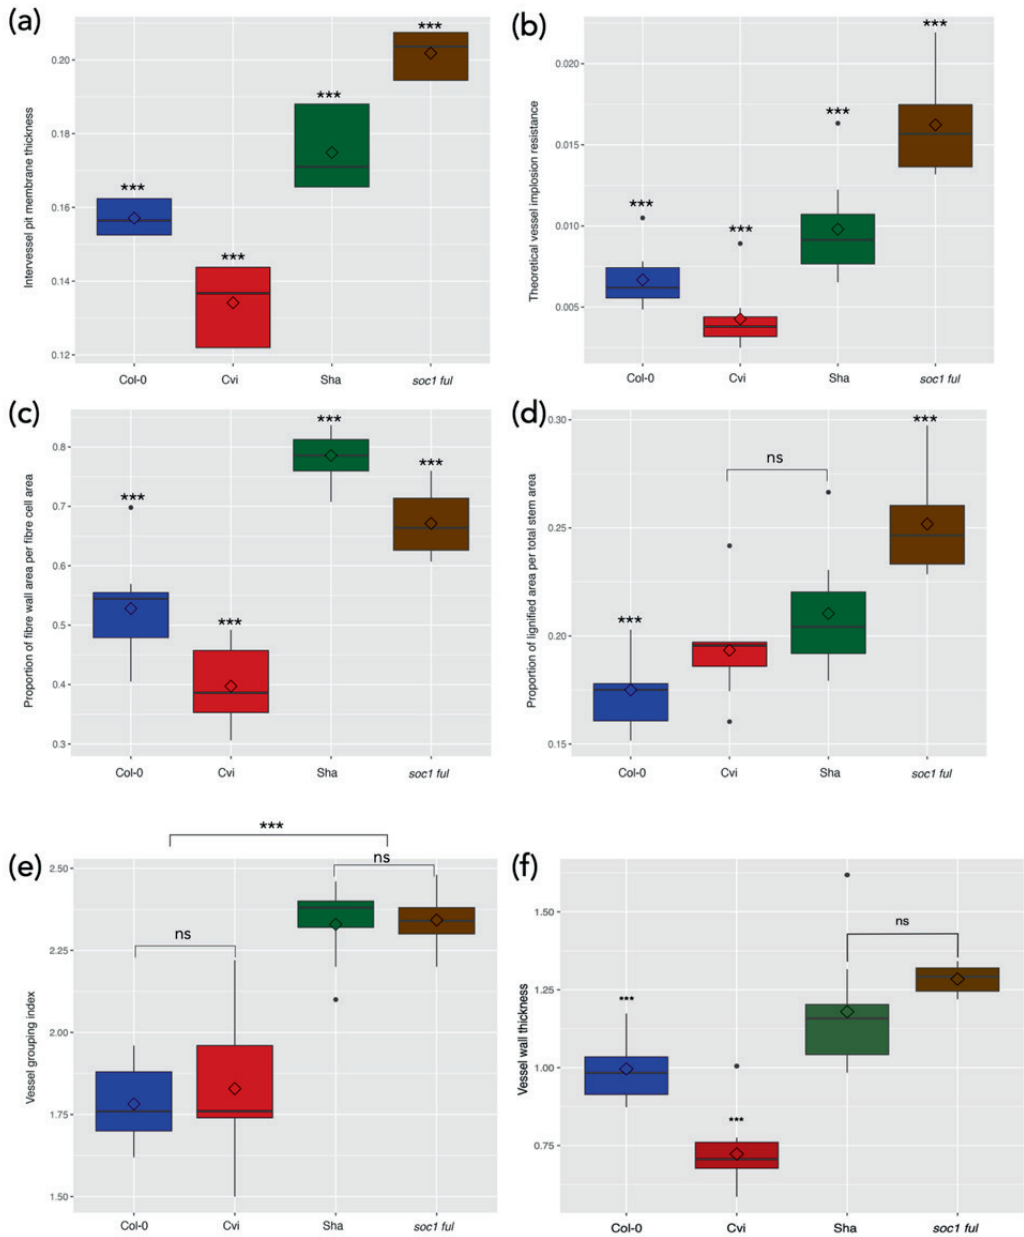 (a)
***
***
***
***
Intervessel pit membrane thickness
0.20
0.18
0.16
0.14
0.12
Col-0 Cvi Sha soc1 ful
(b)
***
***
***
***
Theoretical vessel implosion resistance
0.020
0.015
0.010
0.005
Col-0 Cvi Sha soc1 ful
(c)
***
***
***
***
Proportion of fibre wall area per fibre cell area
0.8
0.7
0.6
0.5
0.4
0.3
Col-0 Cvi Sha soc1 ful
(d)
***
ns
***
Proportion of lignified area per total stem area
0.30
0.25
0.20
0.15
Col-0 Cvi Sha soc1 ful
(e)
***
ns
ns
Vessel grouping index
2.50
2.25
2.00
1.75
1.50
Col-0 Cvi Sha soc1 ful
(f)
ns
***
***
Vessel wall thickness
1.50
1.25
1.00
0.75
Col-0 Cvi Sha soc1 ful